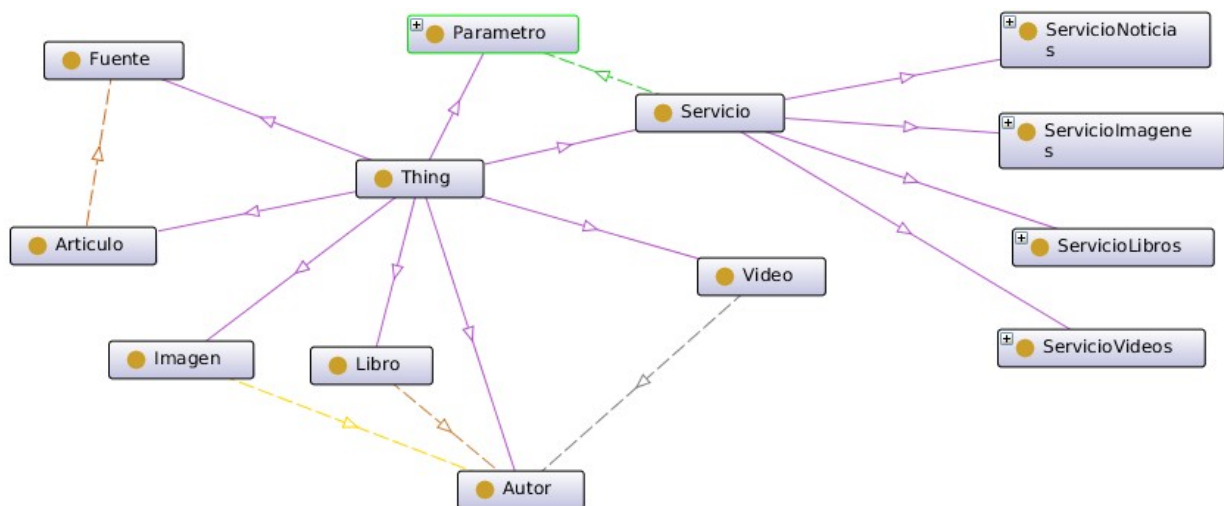 Parametro
ServicioNoticia
s
Fuente
Servicio
ServicioImagene
s
Thing
Articulo
ServicioLibros
Video
ServicioVideos
Imagen
Libro
Autor